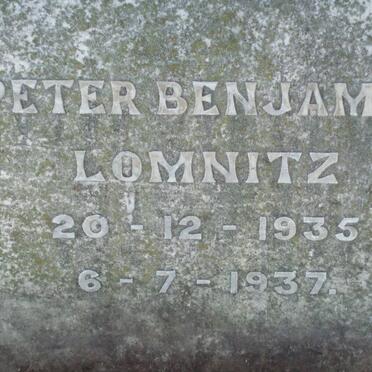 PETER BENJAM
LOMNITZ
20 - 12 - 1935
6 - 7 - 1937.